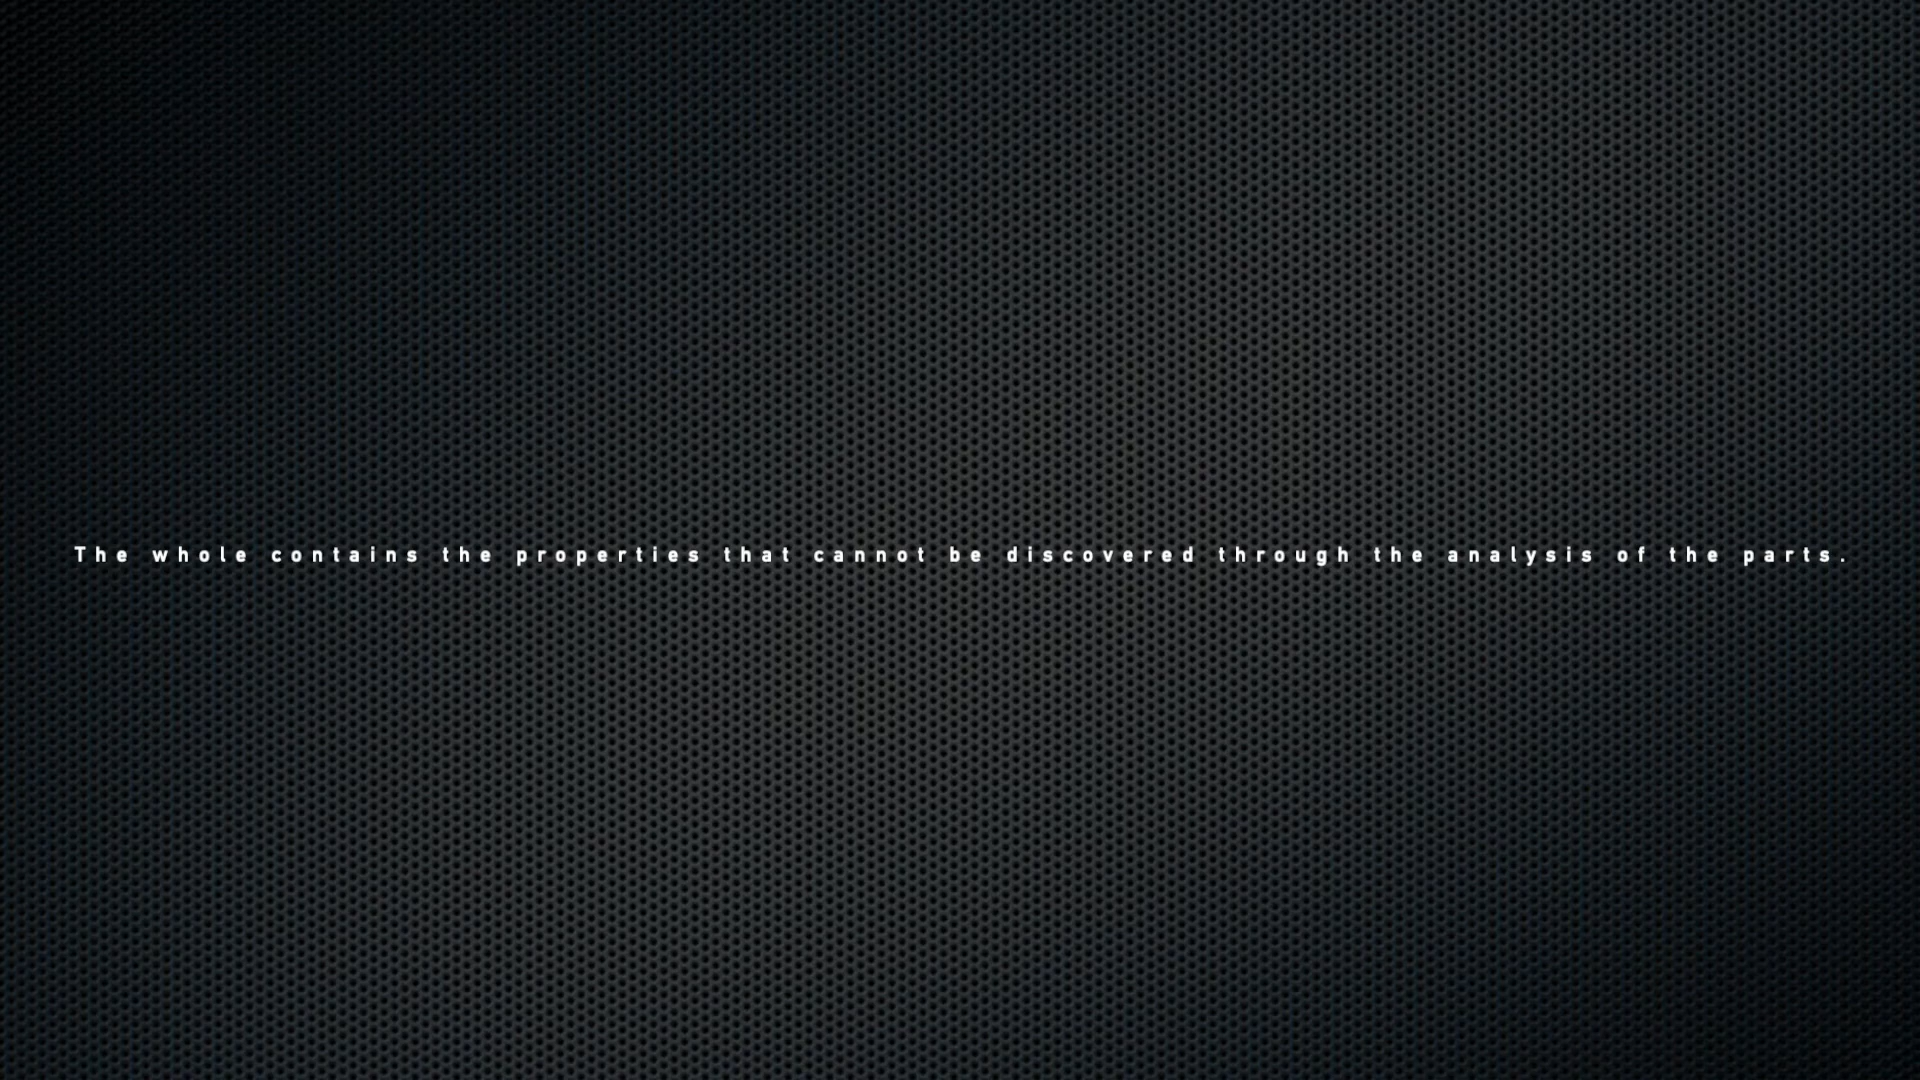 The whole contains the properties that cannot be discovered through the analysis of the parts.